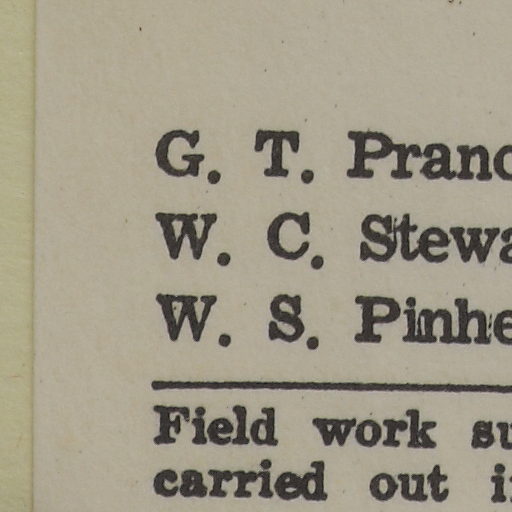 G. T. Pranc
W. C. Stewa
W. S. Pinhe
Field work su
carried out i